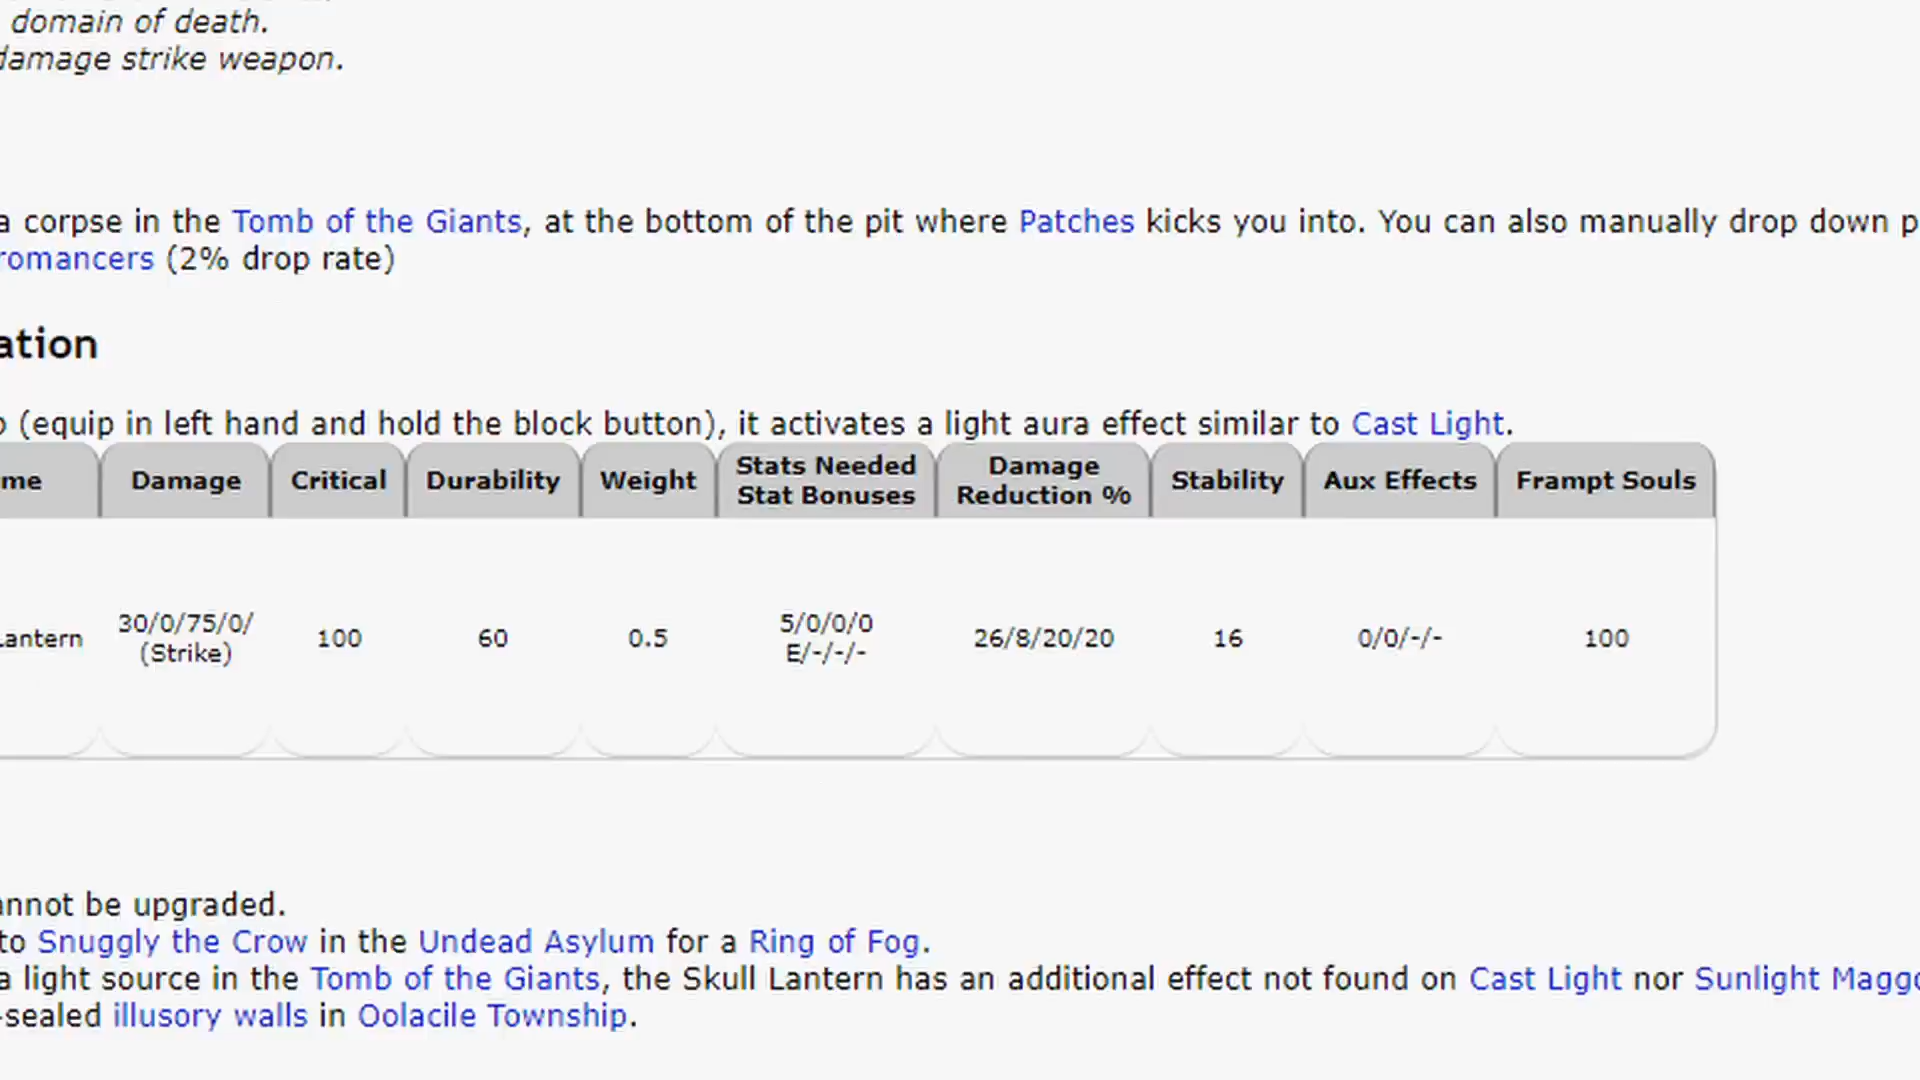 domain of death.
damage strike weapon.
a corpse in the Tomb of the Giants, at the bottom of the pit where Patches kicks you into. You can also manually drop down p
romancers (2% drop rate)
ation
o (equip in left hand and hold the block button), it activates a light aura effect similar to Cast Light.
me Damage Critical Durability Weight Stats Needed Stat Bonuses Damage Reduction % Stability Aux Effects Frampt Souls
Lantern 30/0/75/0/ (Strike) 100 60 0.5 5/0/0/0 E/-/-/- 26/8/20/20 16 0/0/-/- 100
annot be upgraded.
to Snuggly the Crow in the Undead Asylum for a Ring of Fog.
a light source in the Tomb of the Giants, the Skull Lantern has an additional effect not found on Cast Light nor Sunlight Maggo
-sealed illusory walls in Oolacile Township.